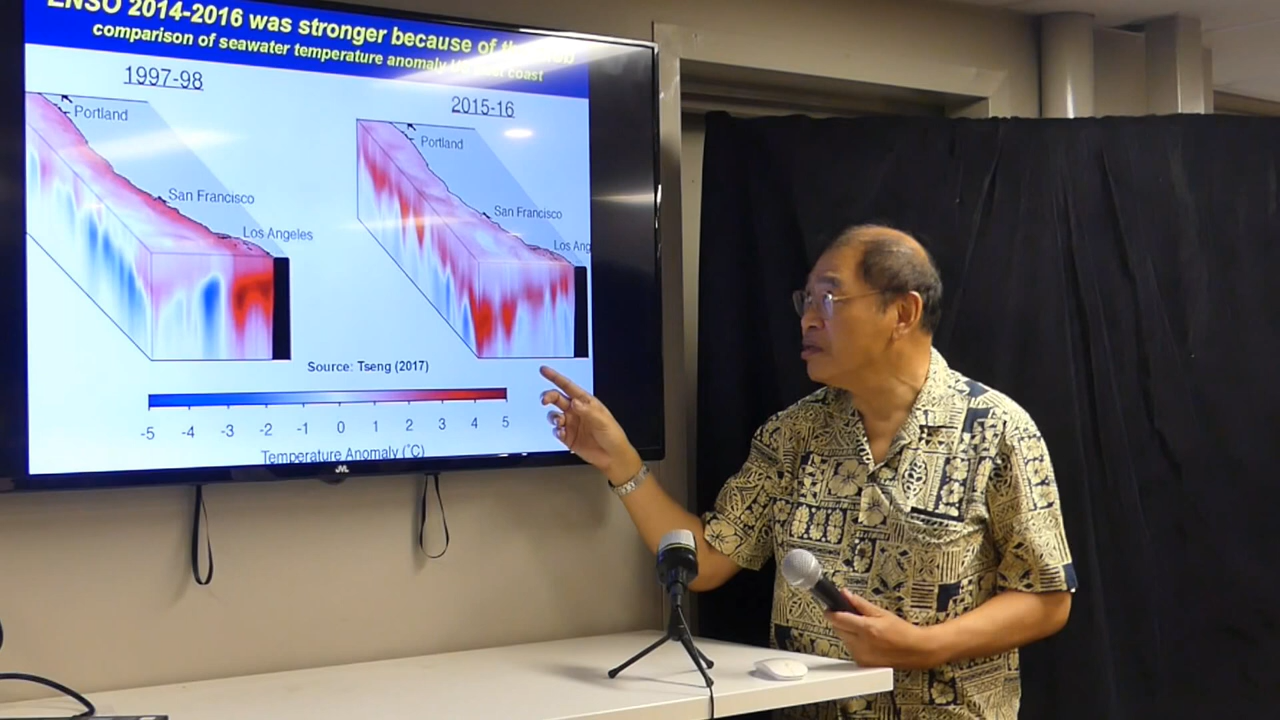 ENSO 2014-2016 was stronger because of
comparison of seawater temperature anomaly coast
1997-98
2015-16
Portland
Portland
San Francisco
San Francisco
Los Angeles
Los Ang
Source: Tseng (2017)
-5 -4 -3 -2 -1 0 1 2 3 4 5
Temperature Anomaly (°C)
JVC